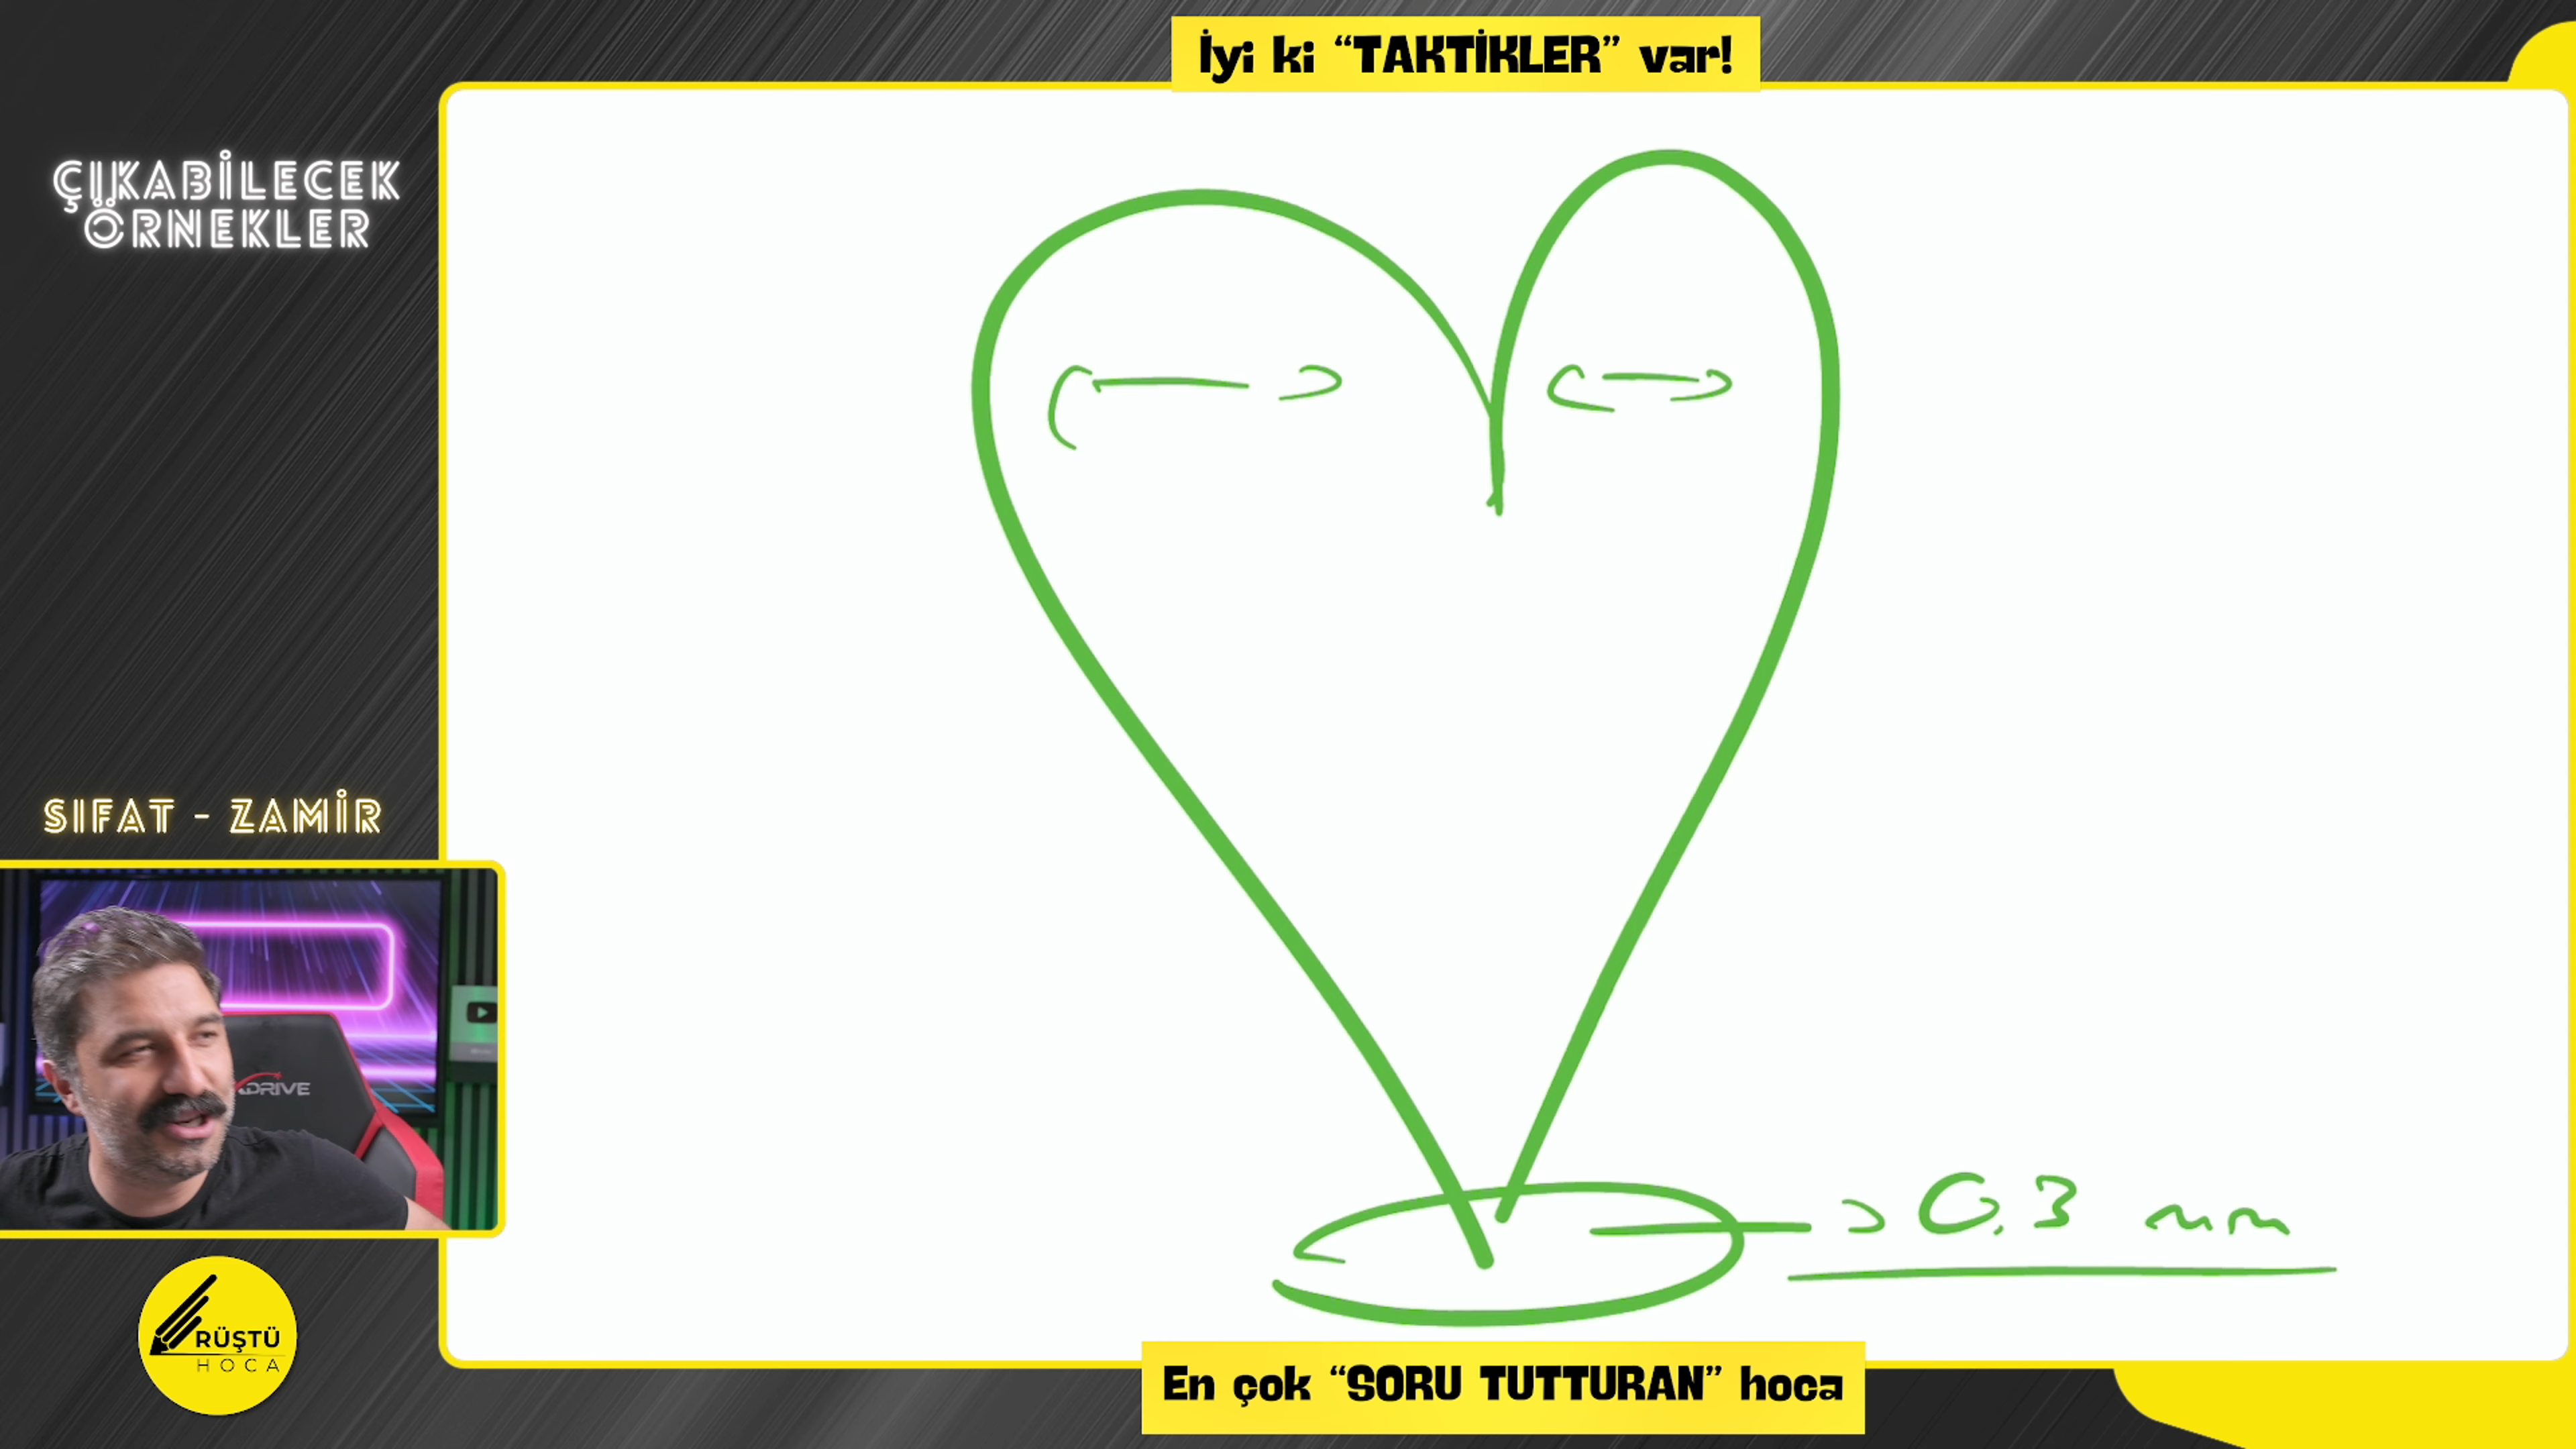 İyi ki “TAKTİKLER” var!
ÇIKABİLECEK
ÖRNEKLER
SIFAT - ZAMİR
DRIVE
0,3 mm
RÜŞTÜ
HOCA
En çok “SORU TUTTURAN” hoca